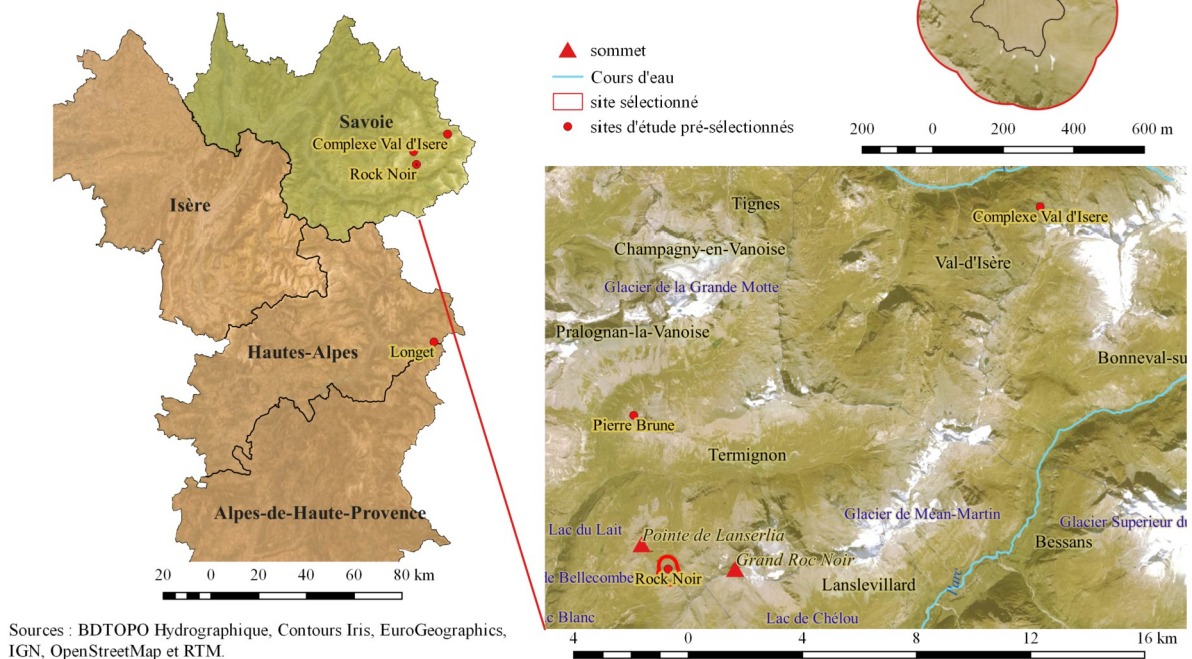 Savoie
Complexe Val d'Isere
Rock Noir
Isère
Hautes-Alpes
Longet
Alpes-de-Haute-Provence
20 0 20 40 60 80 km
Sources : BDTOPO Hydrographique, Contours Iris, EuroGeographics,
IGN, OpenStreetMap et RTM.
sommet
Cours d'eau
site sélectionné
sites d'étude pré-sélectionnés
200 0 200 400 600 m
Tignes
Complexe Val d'Isere
Champagny-en-Vanoise
Val-d'Isère
Glacier de la Grande Motte
Pralognan-la-Vanoise
Bonneval-su
Pierre Brune
Termignon
Glacier de Méan-Martin
Glacier Superieur du
Lac du Lait
Pointe de Lanserlia
Bessans
Grand Roc Noir
de Bellecombe
Rock Noir
Lanslevillard
l'arc
c Blanc
Lac de Chélou
4 0 4 8 12 16 km